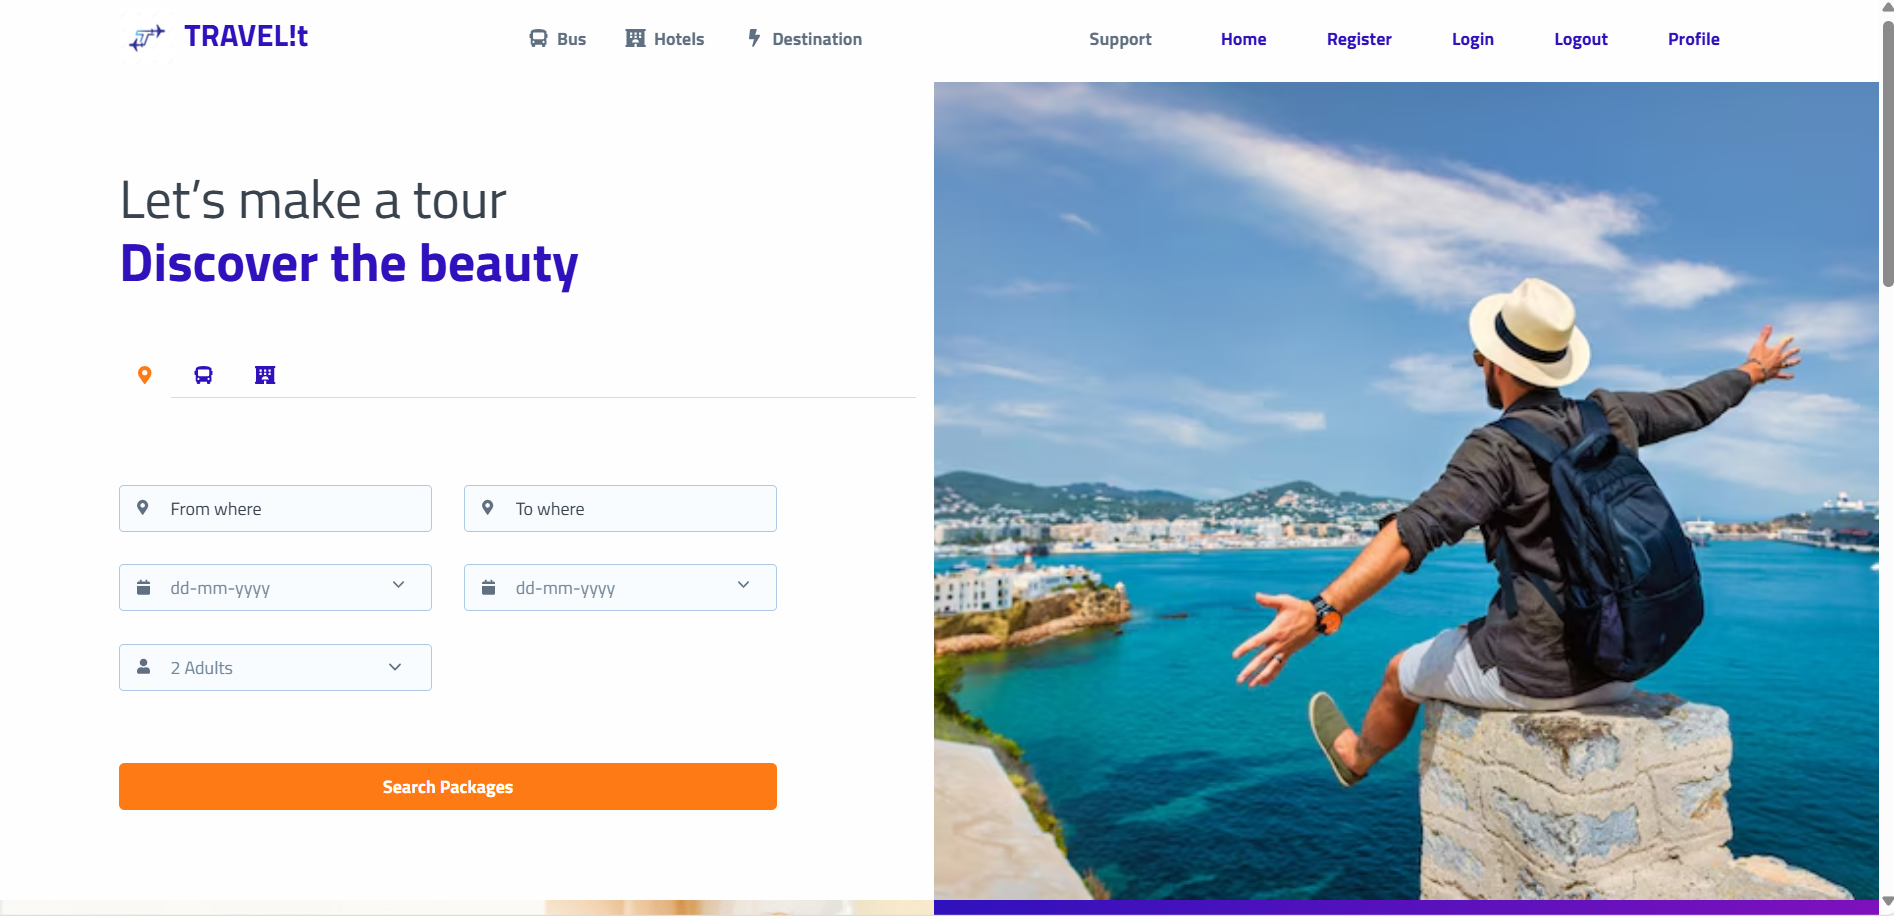 TRAVEL!t
Bus
Hotels
Destination
Support
Home
Register
Login
Logout
Profile
Let’s make a tour
Discover the beauty
From where
To where
dd-mm-yyyy
dd-mm-yyyy
2 Adults
Search Packages